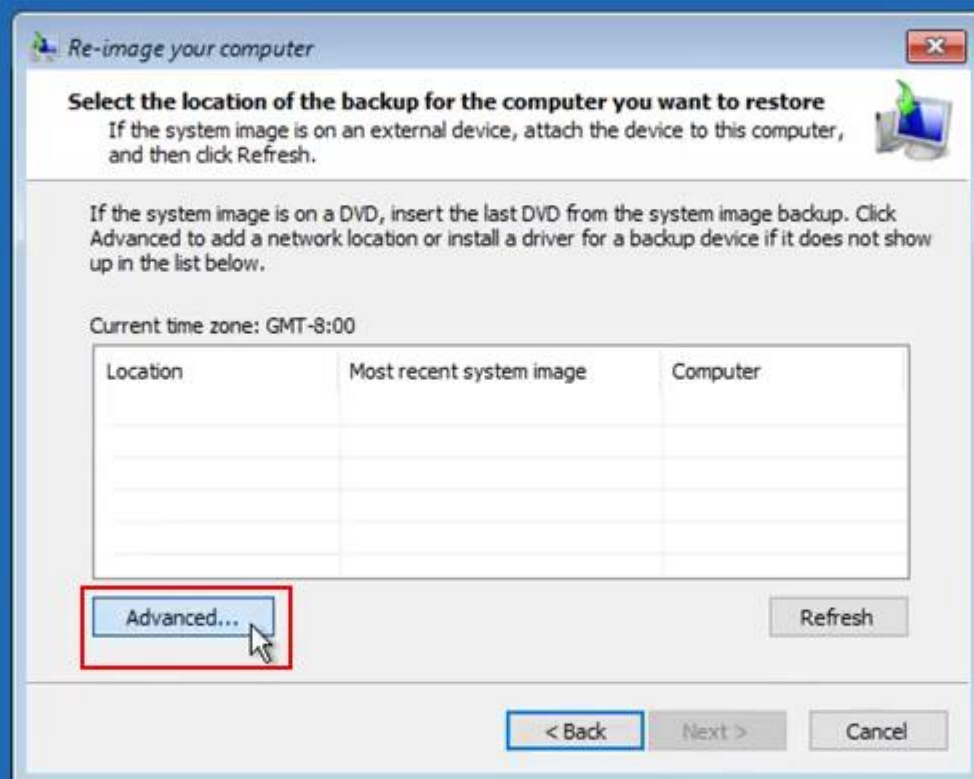 Re-image your computer
Select the location of the backup for the computer you want to restore
If the system image is on an external device, attach the device to this computer,
and then click Refresh.
If the system image is on a DVD, insert the last DVD from the system image backup. Click
Advanced to add a network location or install a driver for a backup device if it does not show
up in the list below.
Current time zone: GMT-8:00
Location Most recent system image Computer
Advanced... Refresh
< Back Next > Cancel